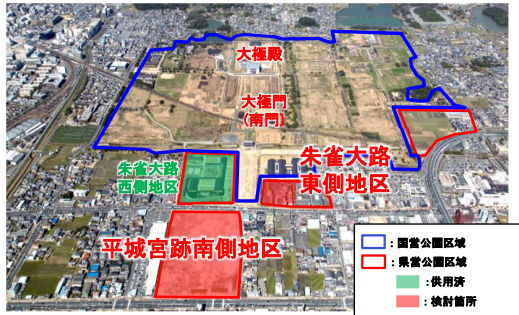 大極殿
大極門
(南門)
朱雀大路
西側地区
朱雀大路
東側地区
平城宮跡南側地区
：国営公園区域
：県営公園区域
：供用済
：検討箇所